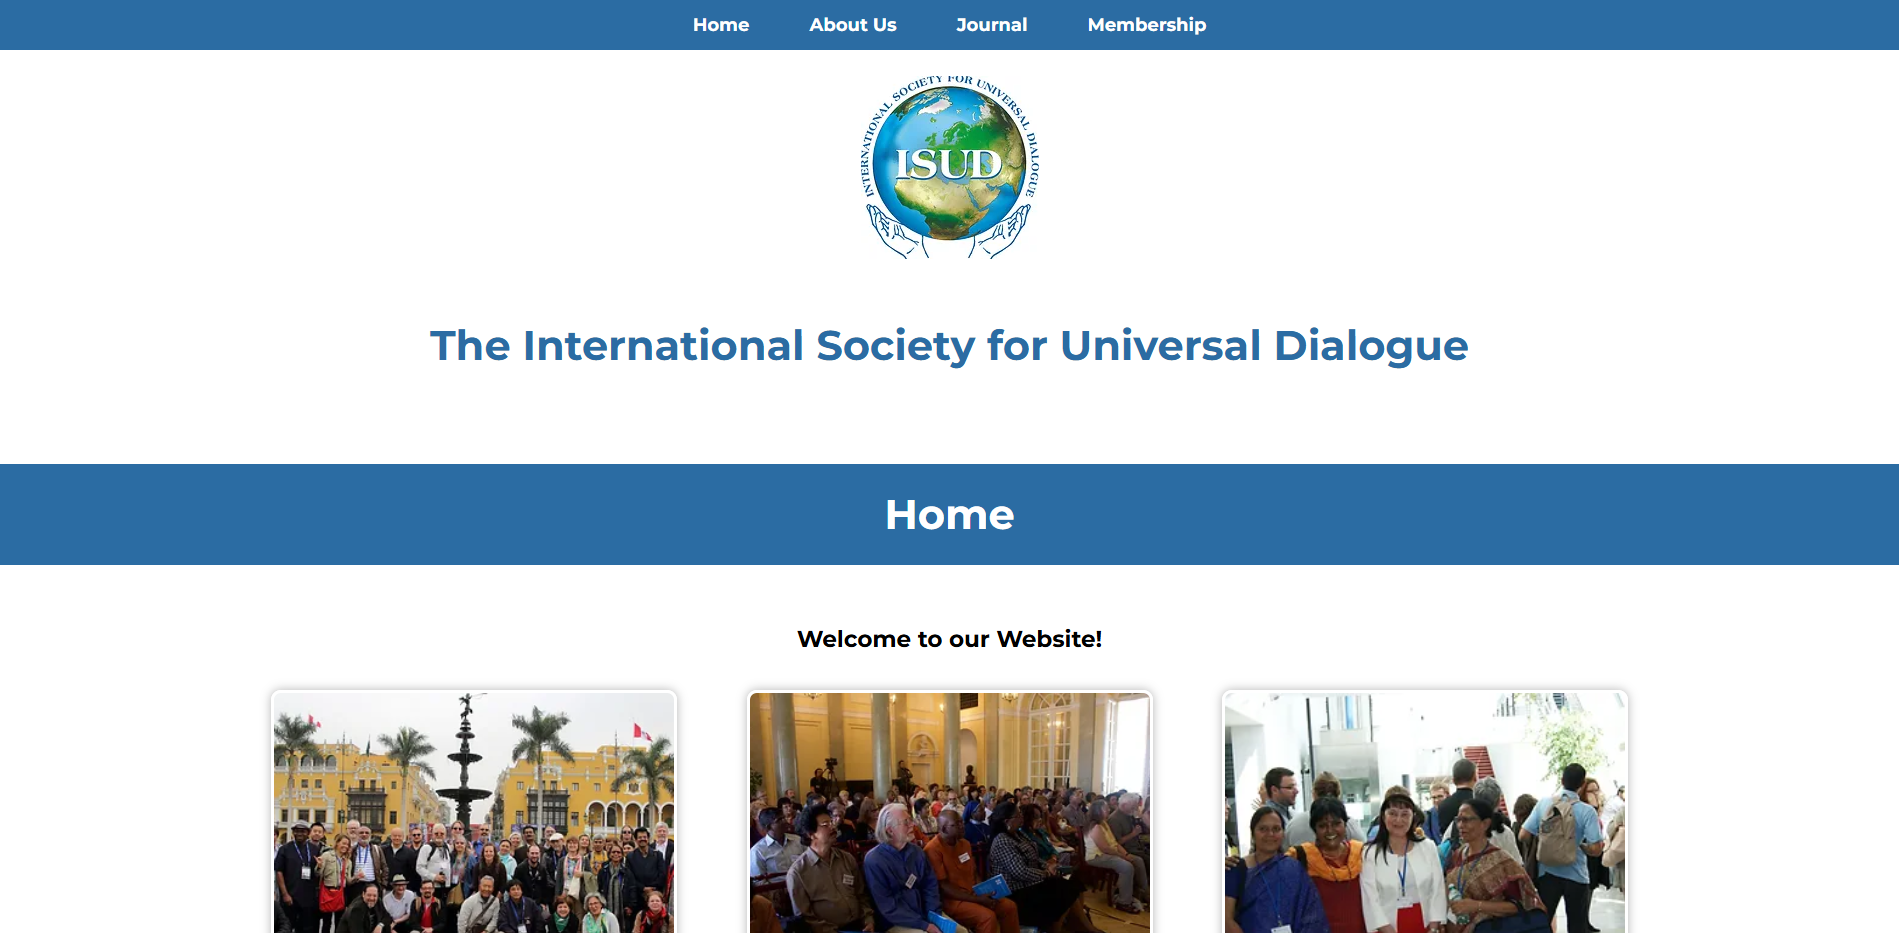 Home About Us Journal Membership
INTERNATIONAL SOCIETY FOR UNIVERSAL DIALOGUE
ISUD
The International Society for Universal Dialogue
Home
Welcome to our Website!